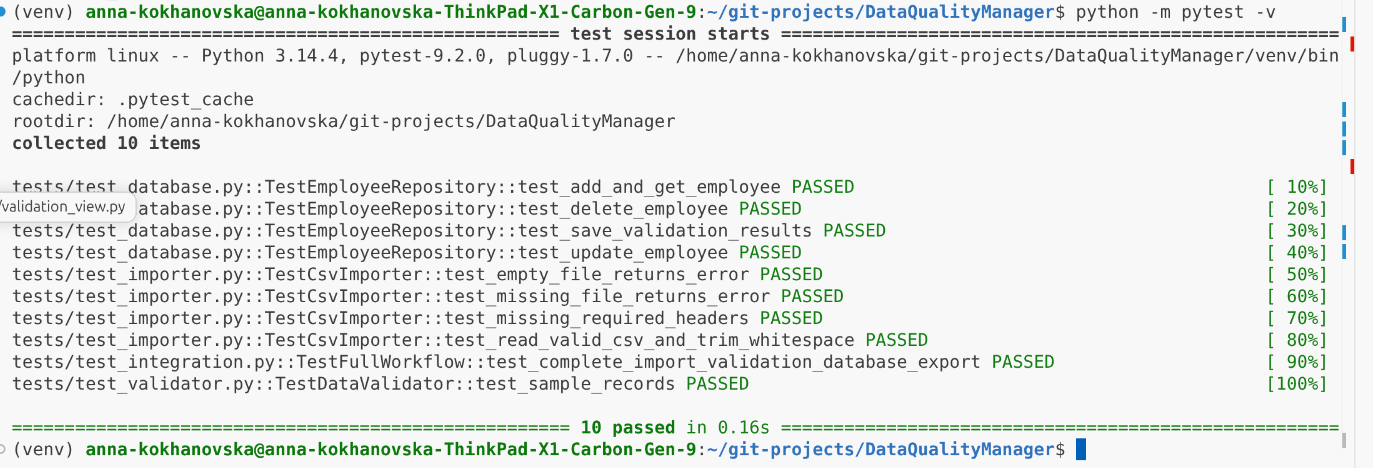 (venv) anna-kokhanovska@anna-kokhanovska-ThinkPad-X1-Carbon-Gen-9:~/git-projects/DataQualityManager$ python -m pytest -v
============================================== test session starts ==============================================
platform linux -- Python 3.14.4, pytest-9.2.0, pluggy-1.7.0 -- /home/anna-kokhanovska/git-projects/DataQualityManager/venv/bin
/python
cachedir: .pytest_cache
rootdir: /home/anna-kokhanovska/git-projects/DataQualityManager
collected 10 items
tests/test_database.py::TestEmployeeRepository::test_add_and_get_employee PASSED [ 10%]
/validation_view.py
atabase.py::TestEmployeeRepository::test_delete_employee PASSED [ 20%]
tests/test_database.py::TestEmployeeRepository::test_save_validation_results PASSED [ 30%]
tests/test_database.py::TestEmployeeRepository::test_update_employee PASSED [ 40%]
tests/test_importer.py::TestCsvImporter::test_empty_file_returns_error PASSED [ 50%]
tests/test_importer.py::TestCsvImporter::test_missing_file_returns_error PASSED [ 60%]
tests/test_importer.py::TestCsvImporter::test_missing_required_headers PASSED [ 70%]
tests/test_importer.py::TestCsvImporter::test_read_valid_csv_and_trim_whitespace PASSED [ 80%]
tests/test_integration.py::TestFullWorkflow::test_complete_import_validation_database_export PASSED [ 90%]
tests/test_validator.py::TestDataValidator::test_sample_records PASSED [100%]
============================================== 10 passed in 0.16s ==============================================
(venv) anna-kokhanovska@anna-kokhanovska-ThinkPad-X1-Carbon-Gen-9:~/git-projects/DataQualityManager$